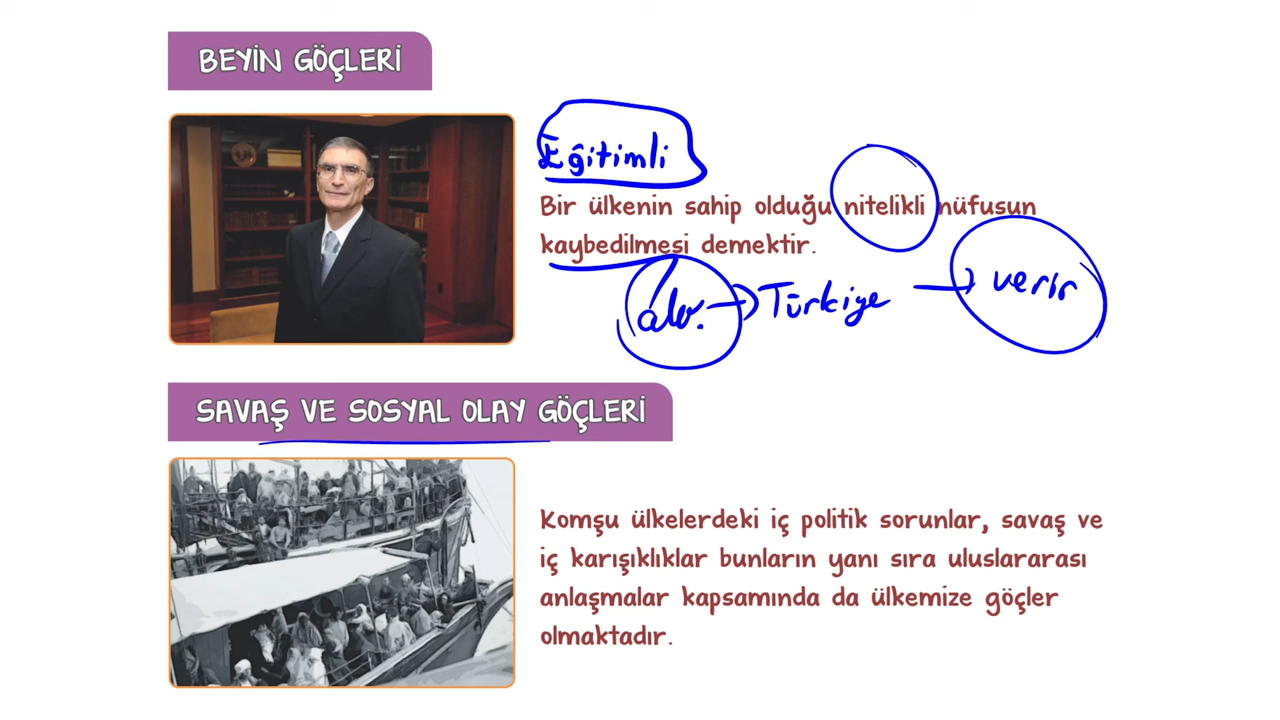 BEYİN GÖÇLERİ
Eğitimli
Bir ülkenin sahip olduğu nitelikli nüfusun
kaybedilmesi demektir.
alır. → Türkiye → verir
SAVAŞ VE SOSYAL OLAY GÖÇLERİ
Komşu ülkelerdeki iç politik sorunlar, savaş ve
iç karışıklıklar bunların yanı sıra uluslararası
anlaşmalar kapsamında da ülkemize göçler
olmaktadır.